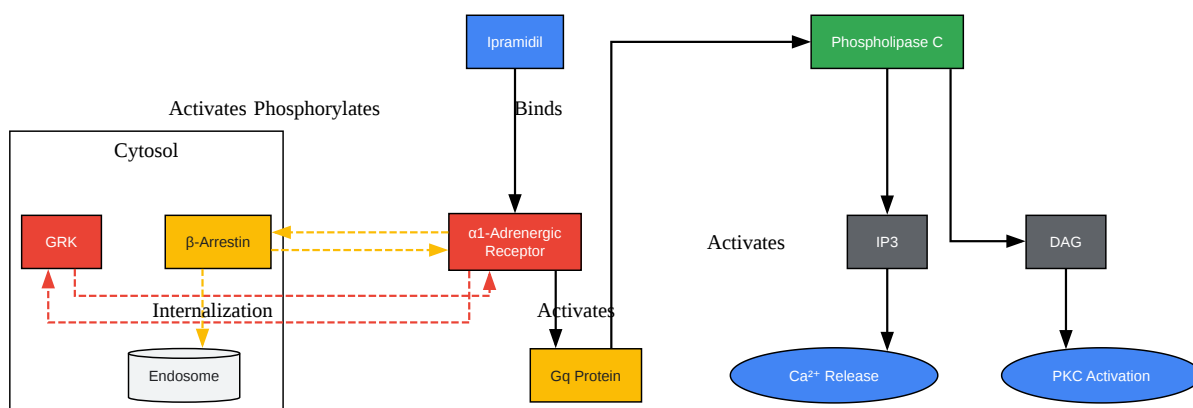 Ipramidil
Phospholipase C
Activates Phosphorylates
Binds
Cytosol
GRK
β-Arrestin
α1-Adrenergic
Receptor
Activates
IP3
DAG
Internalization
Activates
Endosome
Gq Protein
Ca²⁺ Release
PKC Activation